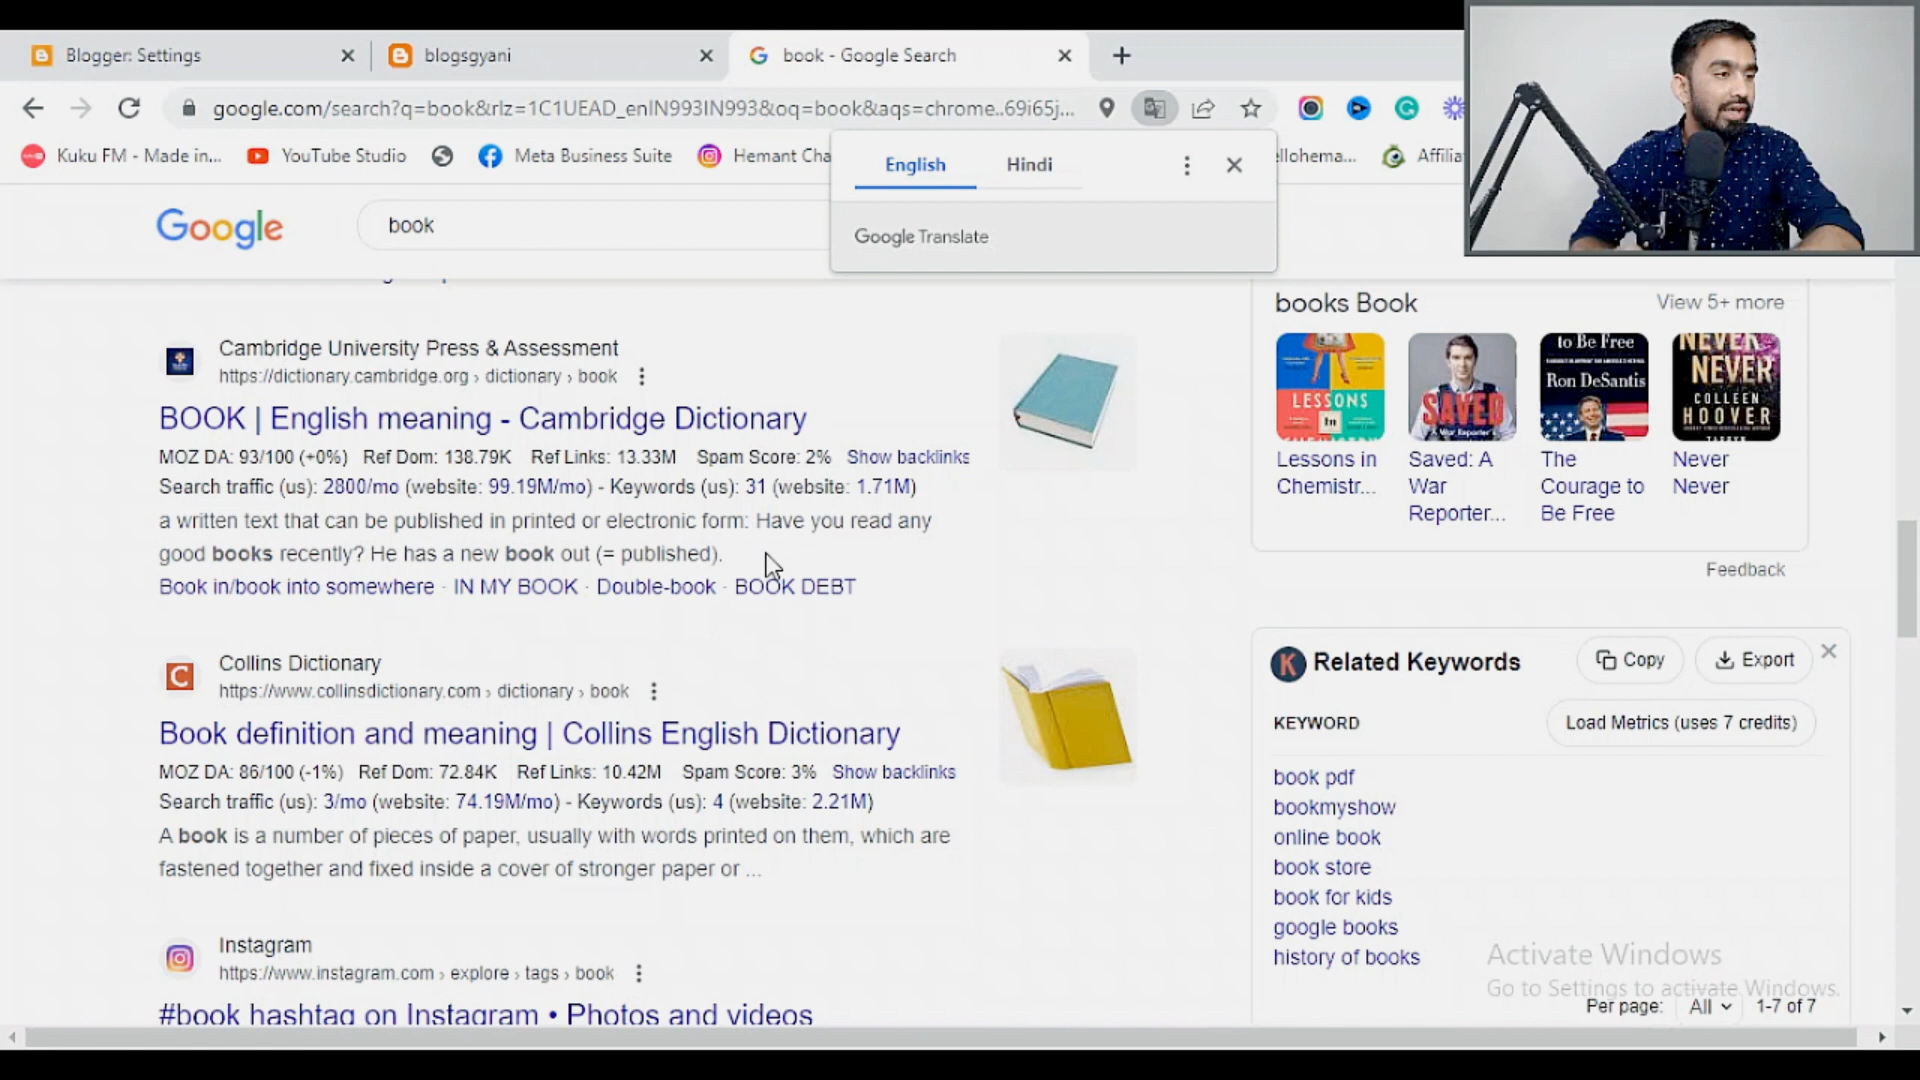 Blogger: Settings
blogsgyani
book - Google Search
google.com/search?q=book&rlz=1C1UEAD_enIN993IN993&oq=book&aqs=chrome..69i65j...
Kuku FM - Made in...
YouTube Studio
Meta Business Suite
Hemant Cha
ellohema...
Affilia
English
Hindi
Google Translate
Google
book
Cambridge University Press & Assessment
https://dictionary.cambridge.org › dictionary › book
BOOK | English meaning - Cambridge Dictionary
MOZ DA: 93/100 (+0%) Ref Dom: 138.79K Ref Links: 13.33M Spam Score: 2% Show backlinks
Search traffic (us): 2800/mo (website: 99.19M/mo) - Keywords (us): 31 (website: 1.71M)
a written text that can be published in printed or electronic form: Have you read any
good books recently? He has a new book out (= published).
Book in/book into somewhere · IN MY BOOK · Double-book · BOOK DEBT
Collins Dictionary
https://www.collinsdictionary.com › dictionary › book
Book definition and meaning | Collins English Dictionary
MOZ DA: 86/100 (-1%) Ref Dom: 72.84K Ref Links: 10.42M Spam Score: 3% Show backlinks
Search traffic (us): 3/mo (website: 74.19M/mo) - Keywords (us): 4 (website: 2.21M)
A book is a number of pieces of paper, usually with words printed on them, which are
fastened together and fixed inside a cover of stronger paper or ...
Instagram
https://www.instagram.com › explore › tags › book
#book hashtag on Instagram • Photos and videos
books Book
View 5+ more
LESSONS
In
SAVED
A War Reporter's
to Be Free
Ron DeSantis
NEVER
NEVER
COLLEEN
HOOVER
Lessons in
Chemistr...
Saved: A
War
Reporter...
The
Courage to
Be Free
Never
Never
Feedback
K Related Keywords
Copy
Export
KEYWORD
Load Metrics (uses 7 credits)
book pdf
bookmyshow
online book
book store
book for kids
google books
history of books
Activate Windows
Go to Settings to activate Windows.
Per page: All 1-7 of 7